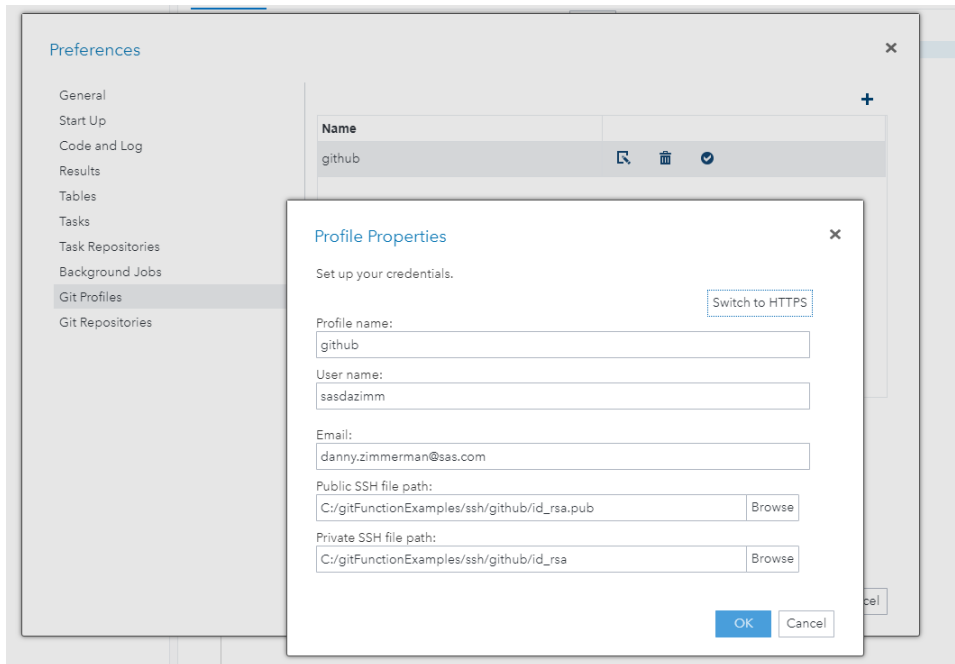 Preferences
General
Start Up
Code and Log
Results
Tables
Tasks
Task Repositories
Background Jobs
Git Profiles
Git Repositories
Name
github
Profile Properties
Set up your credentials.
Switch to HTTPS
Profile name:
github
User name:
sasdazimm
Email:
danny.zimmerman@sas.com
Public SSH file path:
C:/gitFunctionExamples/ssh/github/id_rsa.pub Browse
Private SSH file path:
C:/gitFunctionExamples/ssh/github/id_rsa Browse
OK Cancel
cel